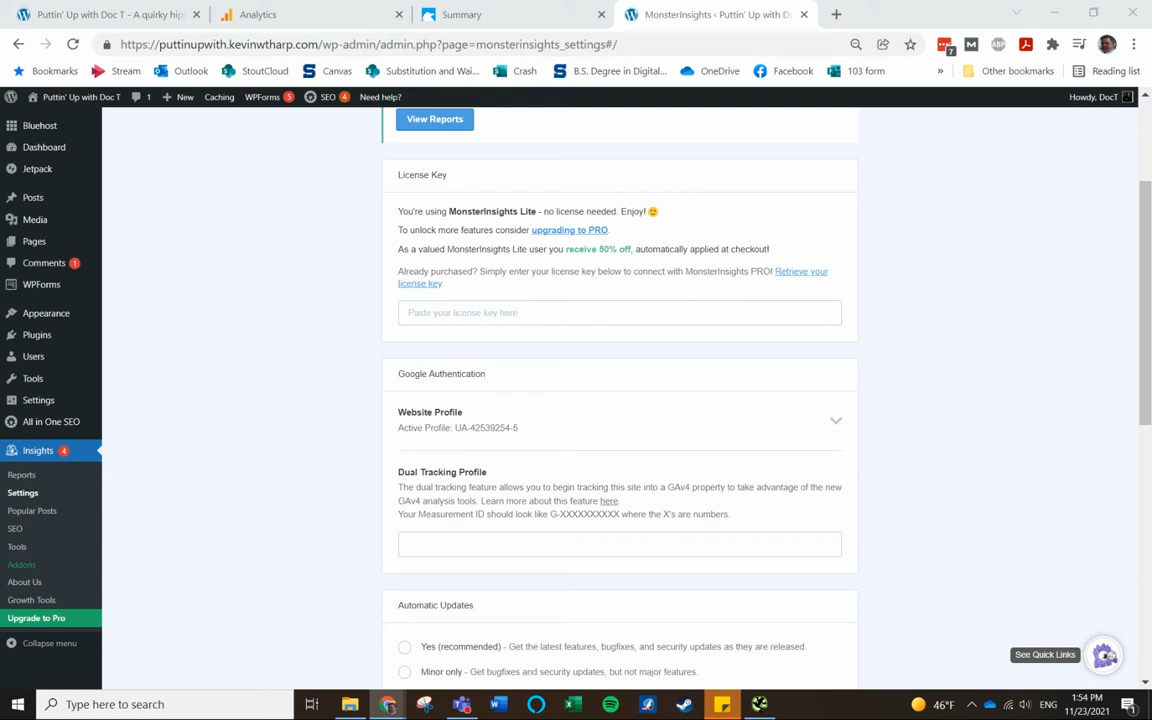 Puttin' Up with Doc T - A quirky hip
Analytics
Summary
MonsterInsights ‹ Puttin' Up with Do
https://puttinupwith.kevinwtharp.com/wp-admin/admin.php?page=monsterinsights_settings#/
7
ABP
Bookmarks
Stream
Outlook
StoutCloud
Canvas
Substitution and Wai...
Crash
B.S. Degree in Digital...
OneDrive
Facebook
103 form
»
Other bookmarks
Reading list
Puttin' Up with Doc T
1
New
Caching
WPForms 5
SEO 4
Need help?
Howdy, DocT
Bluehost
Dashboard
Jetpack
Posts
Media
Pages
Comments 1
WPForms
Appearance
Plugins
Users
Tools
Settings
All in One SEO
Insights 4
Reports
Settings
Popular Posts
SEO
Tools
Addons
About Us
Growth Tools
Upgrade to Pro
Collapse menu
View Reports
License Key
You're using MonsterInsights Lite - no license needed. Enjoy! 🙂
To unlock more features consider upgrading to PRO.
As a valued MonsterInsights Lite user you receive 50% off, automatically applied at checkout!
Already purchased? Simply enter your license key below to connect with MonsterInsights PRO! Retrieve your
license key.
Paste your license key here
Google Authentication
Website Profile
Active Profile: UA-42539254-5
Dual Tracking Profile
The dual tracking feature allows you to begin tracking this site into a GAv4 property to take advantage of the new
GAv4 analysis tools. Learn more about this feature here.
Your Measurement ID should look like G-XXXXXXXXXX where the X's are numbers.
Automatic Updates
Yes (recommended) - Get the latest features, bugfixes, and security updates as they are released.
Minor only - Get bugfixes and security updates, but not major features.
See Quick Links
Type here to search
46°F
ENG
1:54 PM
11/23/2021
1